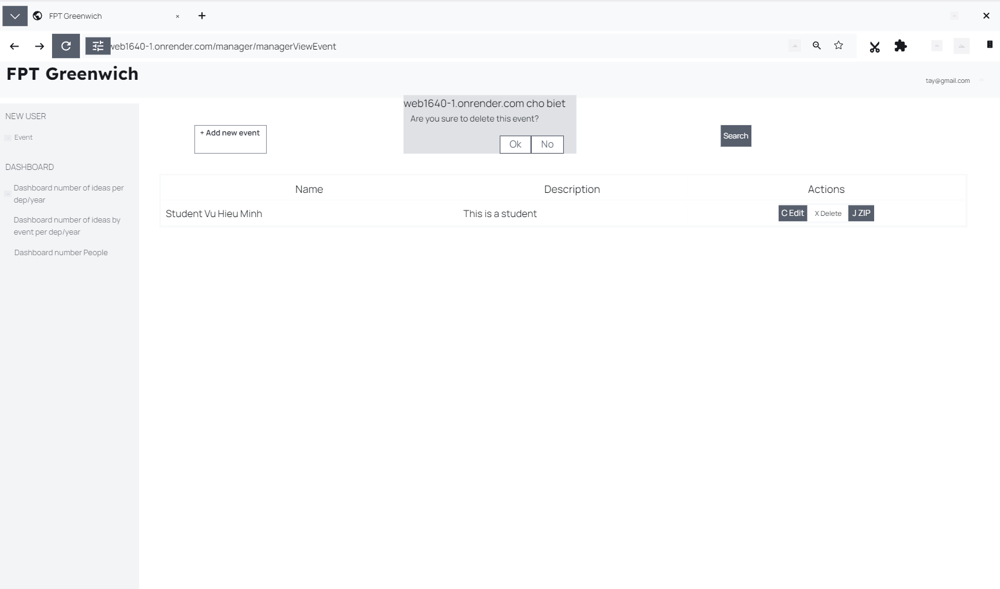 FPT Greenwich
web1640-1.onrender.com/manager/managerViewEvent
FPT Greenwich
tay@gmail.com
web1640-1.onrender.com cho biet
Are you sure to delete this event?
Ok No
NEW USER
Event
DASHBOARD
Dashboard number of ideas per
dep/year
Dashboard number of ideas by
event per dep/year
Dashboard number People
+ Add new event
Search
Name Description Actions
Student Vu Hieu Minh This is a student C Edit X Delete J ZIP